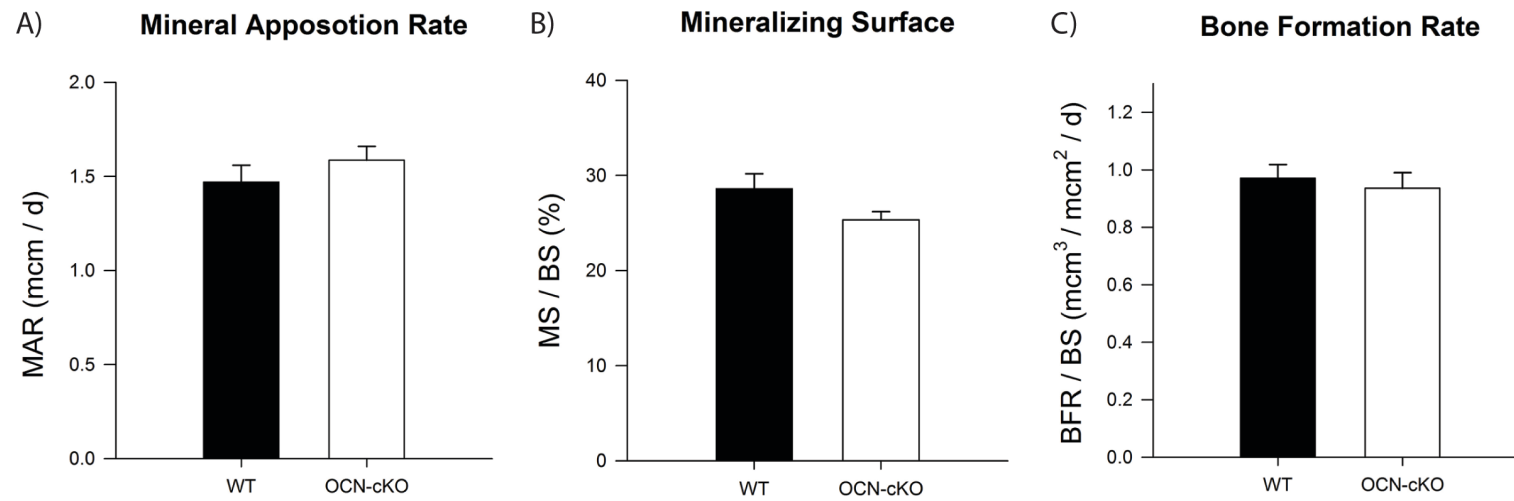 A) Mineral Apposotion Rate
MAR (mcm / d)
2.0
1.5
1.0
0.5
0.0
WT OCN-cKO
B) Mineralizing Surface
MS / BS (%)
40
30
20
10
0
WT OCN-cKO
C) Bone Formation Rate
BFR / BS (mcm³ / mcm² / d)
1.2
1.0
0.8
0.6
0.4
0.2
0.0
WT OCN-cKO